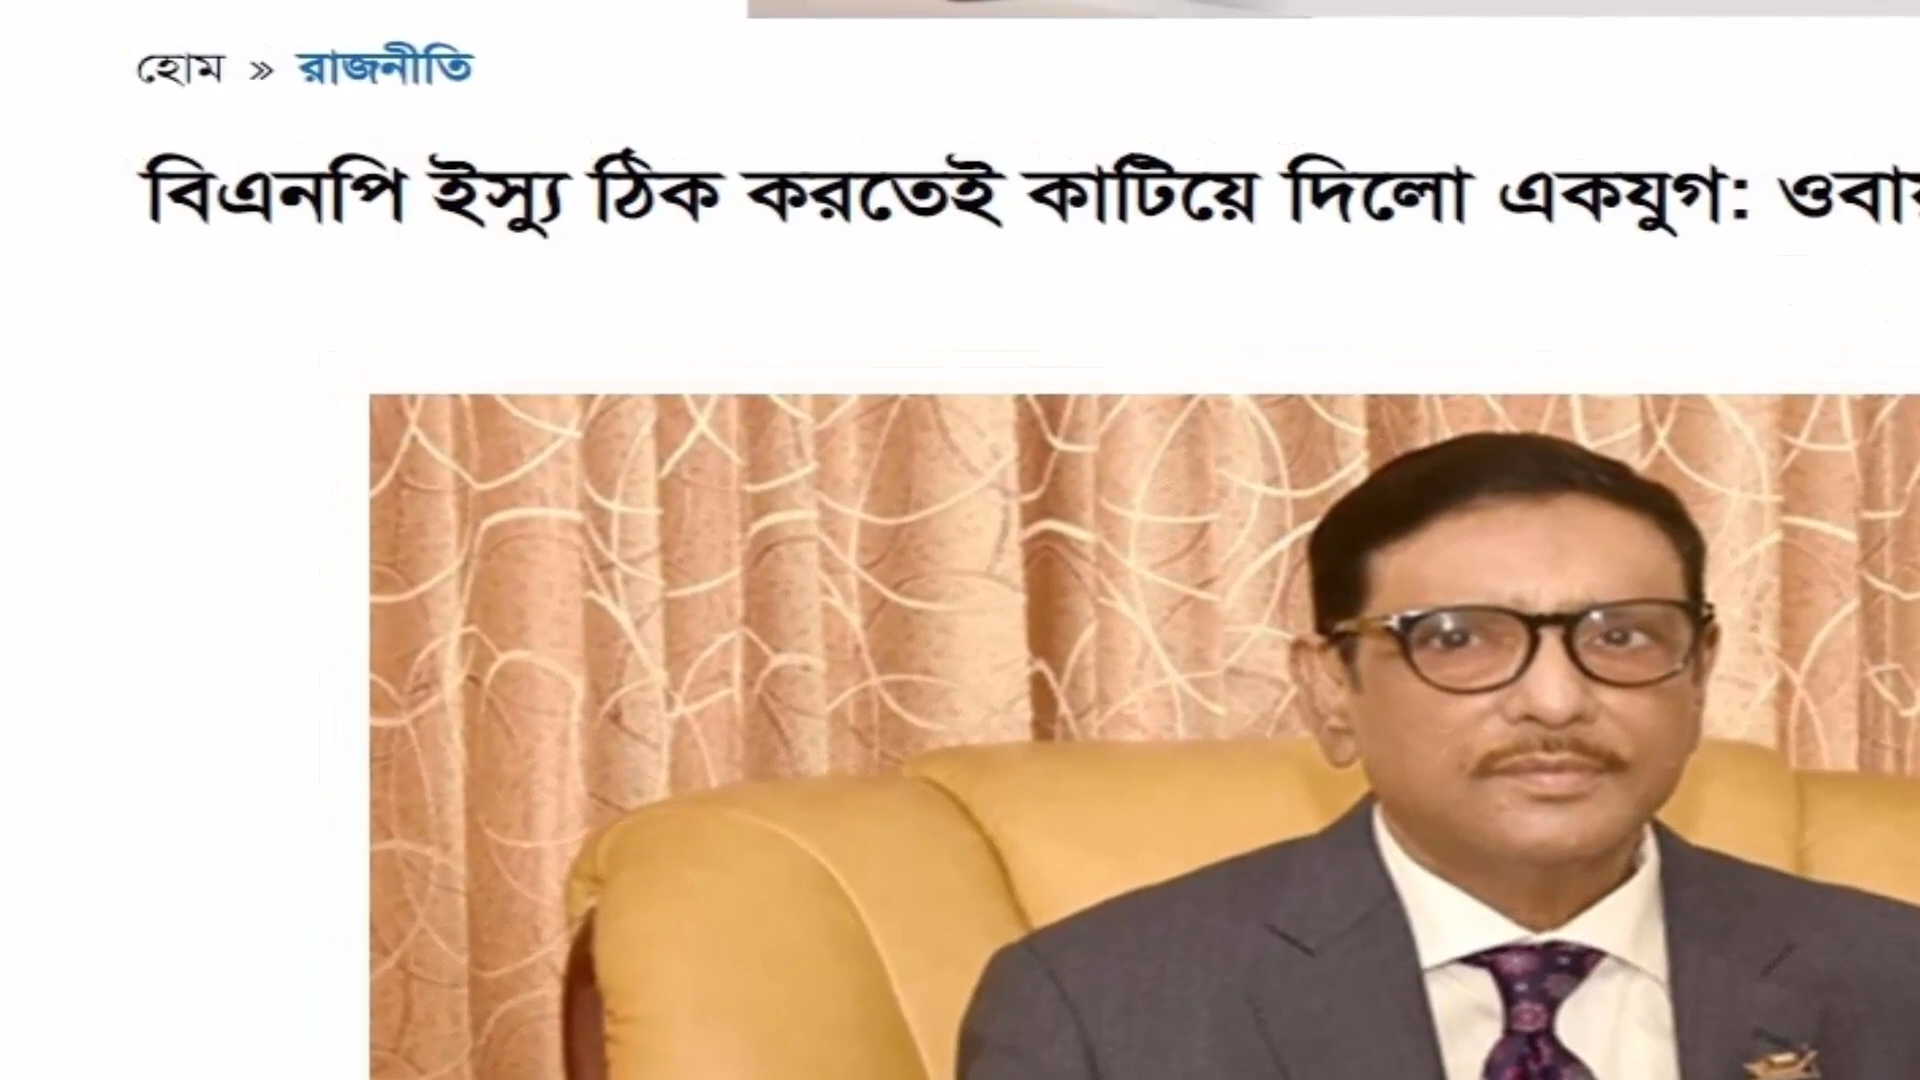 হোম » রাজনীতি
বিএনপি ইস্যু ঠিক করতেই কাটিয়ে দিলো একযুগ: